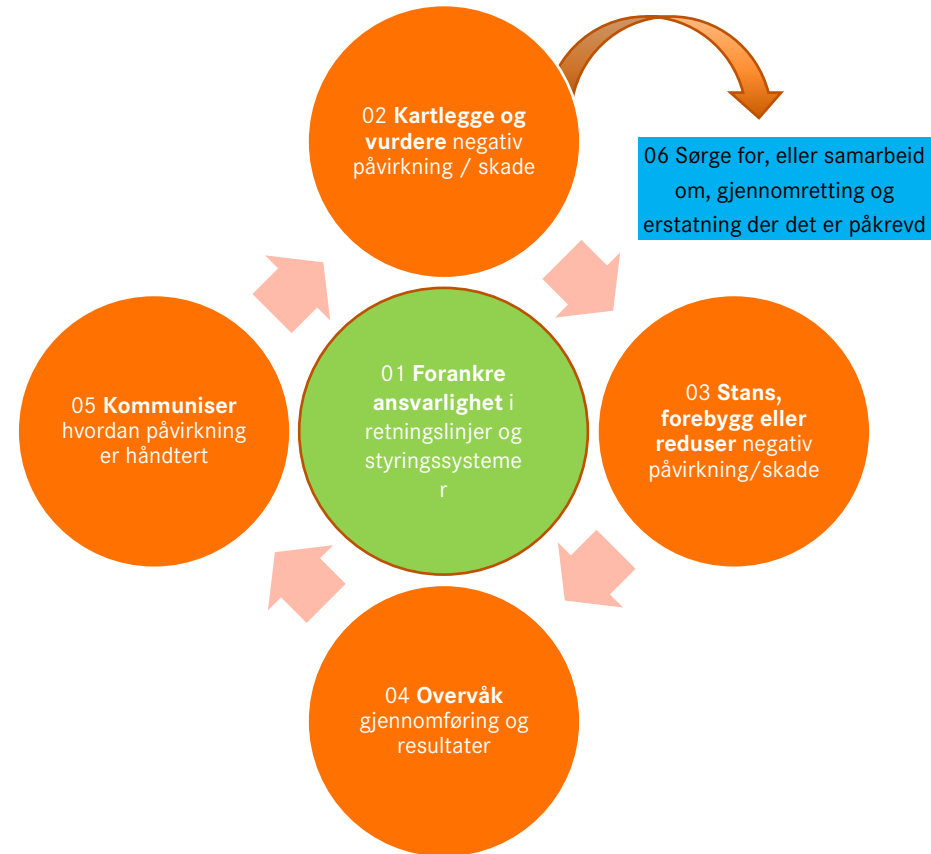 01 Forankre
ansvarlighet i
retningslinjer og
styringssysteme
r
02 Kartlegge og
vurdere negativ
påvirkning / skade
03 Stans,
forebygg eller
reduser negativ
påvirkning/skade
04 Overvåk
gjennomføring og
resultater
05 Kommuniser
hvordan påvirkning
er håndtert
06 Sørge for, eller samarbeid
om, gjennomretting og
erstatning der det er påkrevd